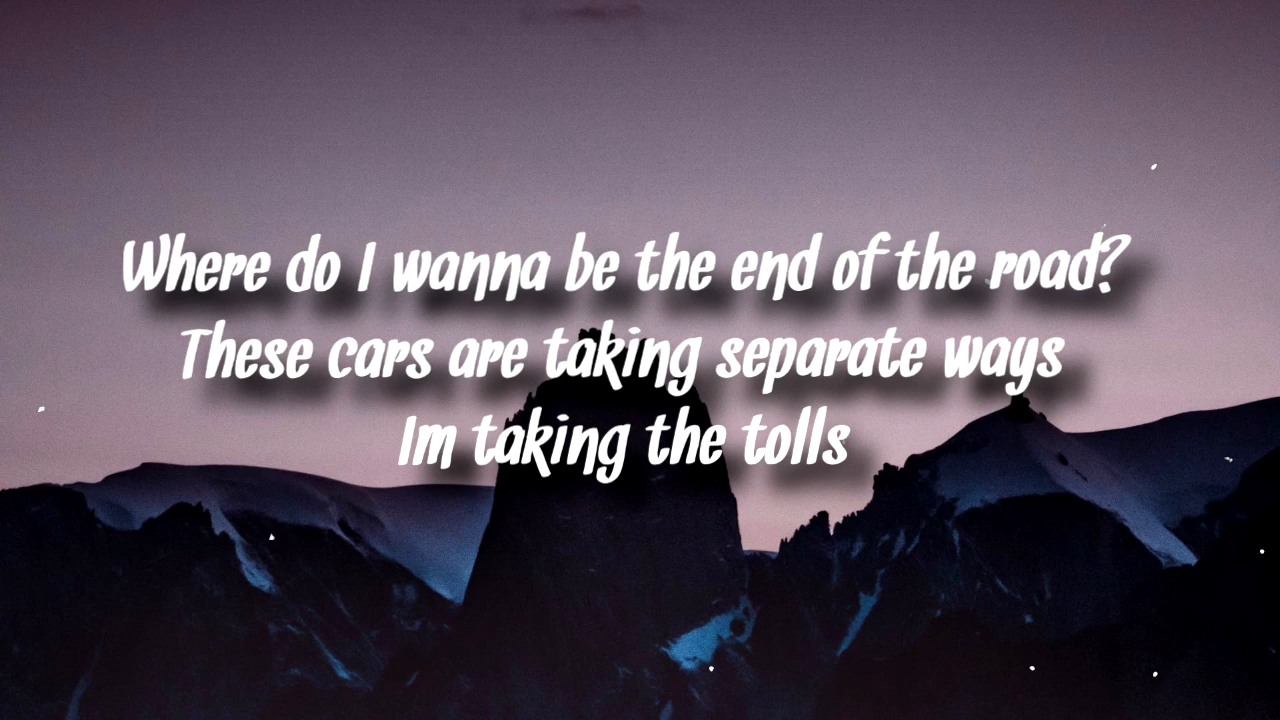 Where do I wanna be the end of the road?
These cars are taking separate ways
Im taking the tolls